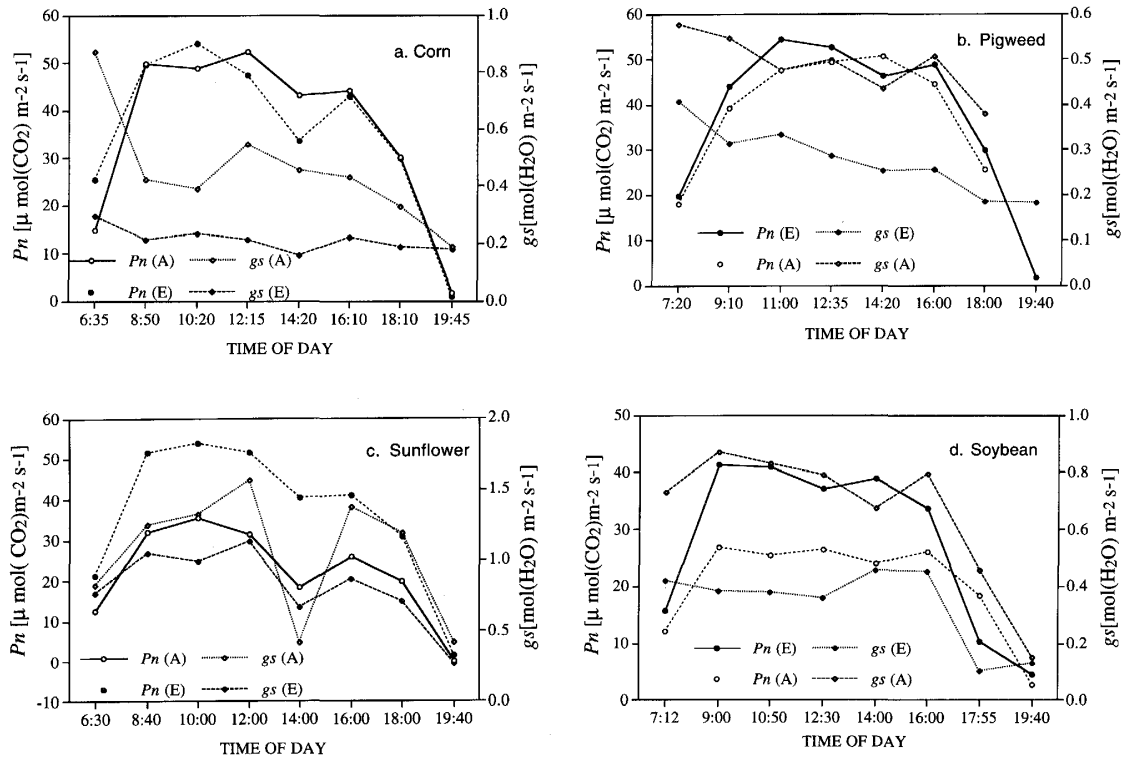 a. Corn
Pn [μ mol(CO2) m-2 s-1]
60
50
40
30
20
10
0
1.0
0.8
0.6
0.4
0.2
0.0
gs[mol(H2O) m-2 s-1]
Pn (A)
gs (A)
Pn (E)
gs (E)
6:35 8:50 10:20 12:15 14:20 16:10 18:10 19:45
TIME OF DAY
b. Pigweed
Pn [μ mol(CO2) m-2 s-1]
60
50
40
30
20
10
0
0.6
0.5
0.4
0.3
0.2
0.1
0.0
gs[mol(H2O) m-2 s-1]
Pn (E)
gs (E)
Pn (A)
gs (A)
7:20 9:10 11:00 12:35 14:20 16:00 18:00 19:40
TIME OF DAY
c. Sunflower
Pn [μ mol( CO2)m-2 s-1]
60
50
40
30
20
10
0
-10
2.0
1.5
1.0
0.5
0.0
gs[mol(H2O) m-2 s-1]
Pn (A)
gs (A)
Pn (E)
gs (E)
6:30 8:40 10:00 12:00 14:00 16:00 18:00 19:40
TIME OF DAY
d. Soybean
Pn [μ mol(CO2)m-2 s-1]
50
40
30
20
10
0
1.0
0.8
0.6
0.4
0.2
0.0
gs[mol(H2O) m-2 s-1]
Pn (E)
gs (E)
Pn (A)
gs (A)
7:12 9:00 10:50 12:30 14:00 16:00 17:55 19:40
TIME OF DAY